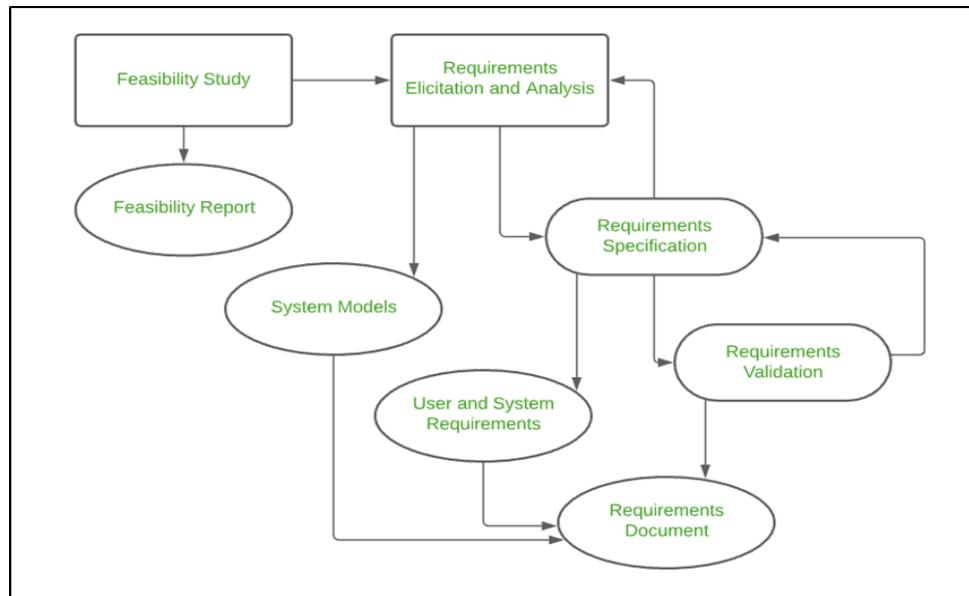 Feasibility Study
Requirements
Elicitation and Analysis
Feasibility Report
Requirements
Specification
System Models
Requirements
Validation
User and System
Requirements
Requirements
Document